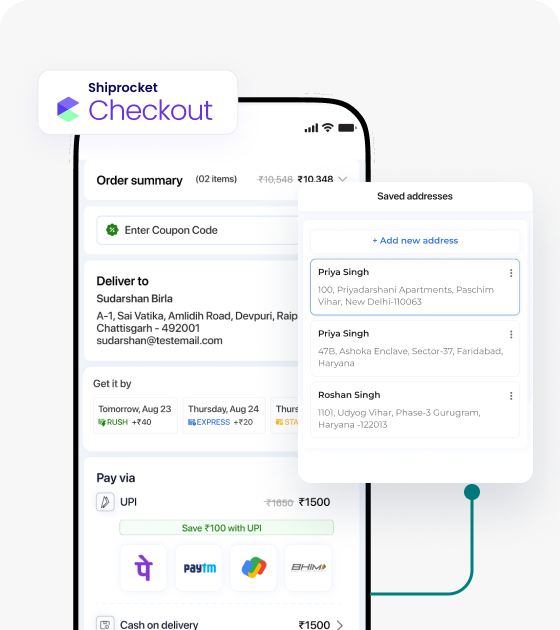 Shiprocket
Checkout
Order summary (02 items) ₹10,548 ₹10,348
Enter Coupon Code
Deliver to
Sudarshan Birla
A-1, Sai Vatika, Amlidih Road, Devpuri, Raip
Chattisgarh - 492001
sudarshan@testemail.com
Get it by
Tomorrow, Aug 23
RUSH +₹40
Thursday, Aug 24
EXPRESS +₹20
Thurs
STA
Pay via
UPI ₹1650 ₹1500
Save ₹100 with UPI
पे
paytm
BHIM
Cash on delivery ₹1500
Saved addresses
+ Add new address
Priya Singh
100, Priyadarshani Apartments, Paschim
Vihar, New Delhi-110063
Priya Singh
47B, Ashoka Enclave, Sector-37, Faridabad,
Haryana
Roshan Singh
1101, Udyog Vihar, Phase-3 Gurugram,
Haryana -122013